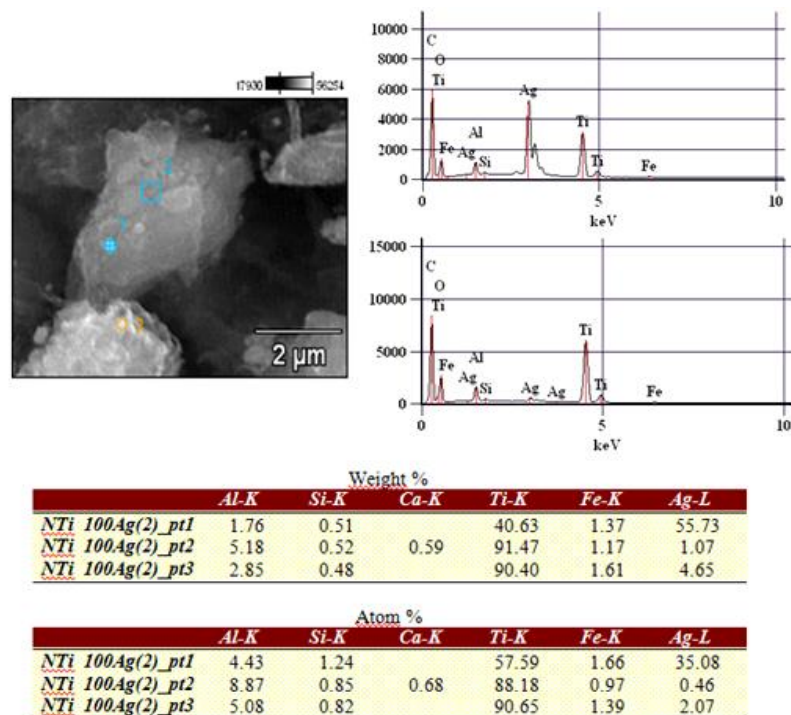 17930 56254
2 μm
10000
8000
6000
4000
2000
0
C
O
Ti
Fe
Al
Ag
Si
Ag
Ti
Ti
Fe
0 5 10
keV
15000
10000
5000
0
C
O
Ti
Fe
Al
Ag
Si
Ag
Ag
Ti
Ti
Fe
0 5 10
keV
Weight %
Al-K Si-K Ca-K Ti-K Fe-K Ag-L
NTi 100Ag(2)_pt1 1.76 0.51 40.63 1.37 55.73
NTi 100Ag(2)_pt2 5.18 0.52 0.59 91.47 1.17 1.07
NTi 100Ag(2)_pt3 2.85 0.48 90.40 1.61 4.65
Atom %
Al-K Si-K Ca-K Ti-K Fe-K Ag-L
NTi 100Ag(2)_pt1 4.43 1.24 57.59 1.66 35.08
NTi 100Ag(2)_pt2 8.87 0.85 0.68 88.18 0.97 0.46
NTi 100Ag(2)_pt3 5.08 0.82 90.65 1.39 2.07